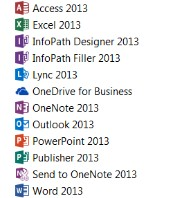 Access 2013
Excel 2013
InfoPath Designer 2013
InfoPath Filler 2013
Lync 2013
OneDrive for Business
OneNote 2013
Outlook 2013
PowerPoint 2013
Publisher 2013
Send to OneNote 2013
Word 2013